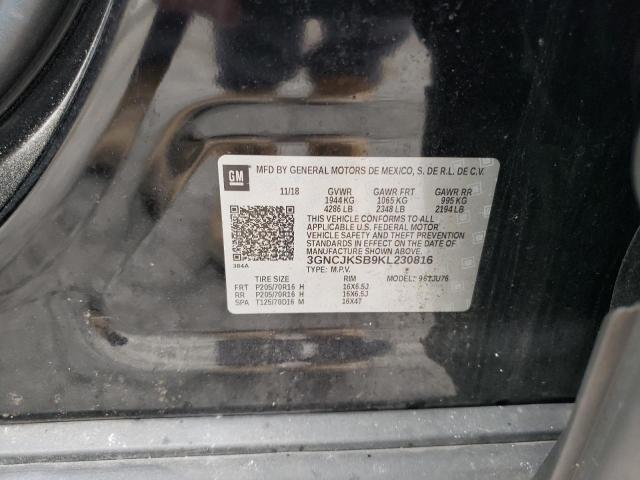 GM MFD BY GENERAL MOTORS DE MEXICO, S. DE R.L. DE C.V.
11/18 GVWR GAWR FRT GAWR RR
1944 KG 1065 KG 995 KG
4286 LB 2348 LB 2194 LB
THIS VEHICLE CONFORMS TO ALL
APPLICABLE U.S. FEDERAL MOTOR
VEHICLE SAFETY AND THEFT PREVENTION
STANDARDS IN EFFECT ON THE DATE OF
MANUFACTURE SHOWN ABOVE.
3GNCJKSB9KL230816
384A TYPE: M.P.V. MODEL: 961JU76
TIRE SIZE RIM
FRT P205/70R16 H 16X6.5J
RR P205/70R16 H 16X6.5J
SPA T125/70D16 M 16X4T